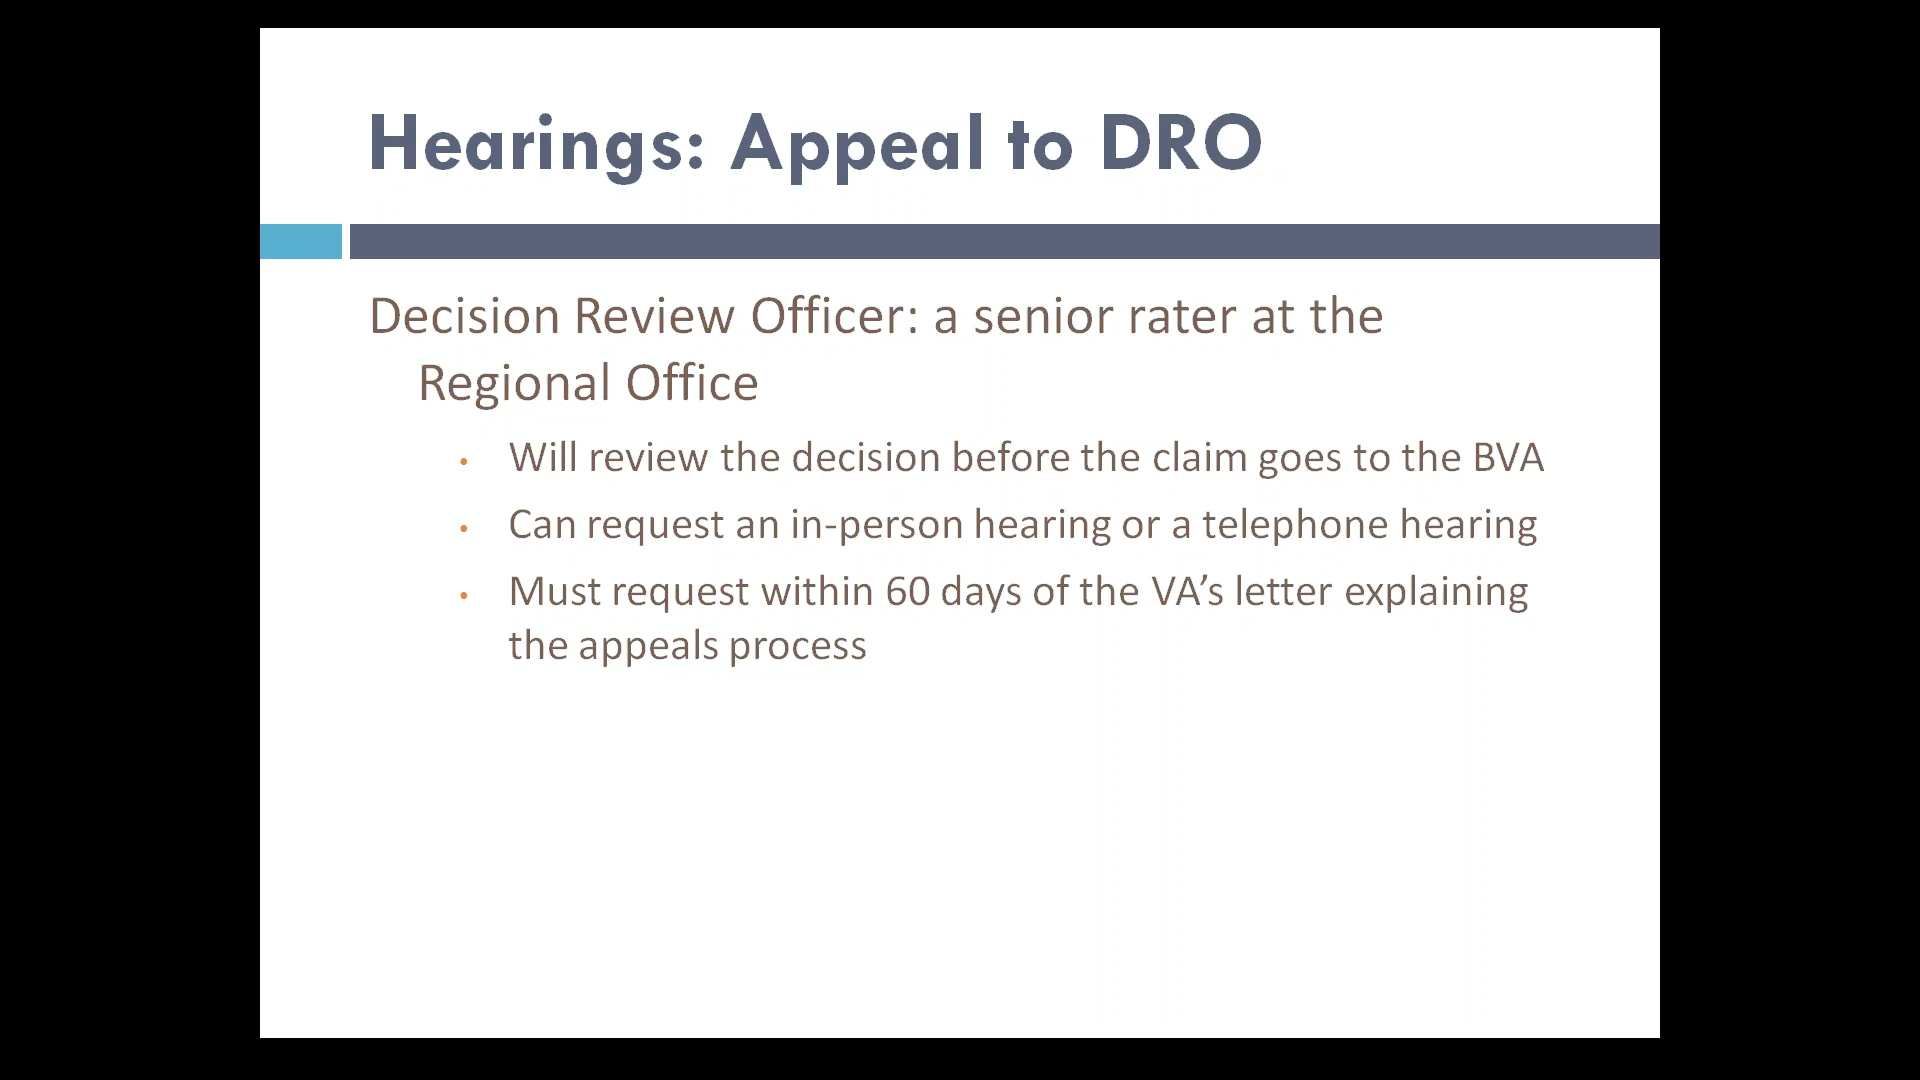 Hearings: Appeal to DRO
Decision Review Officer: a senior rater at the
Regional Office
• Will review the decision before the claim goes to the BVA
• Can request an in-person hearing or a telephone hearing
• Must request within 60 days of the VA’s letter explaining
the appeals process